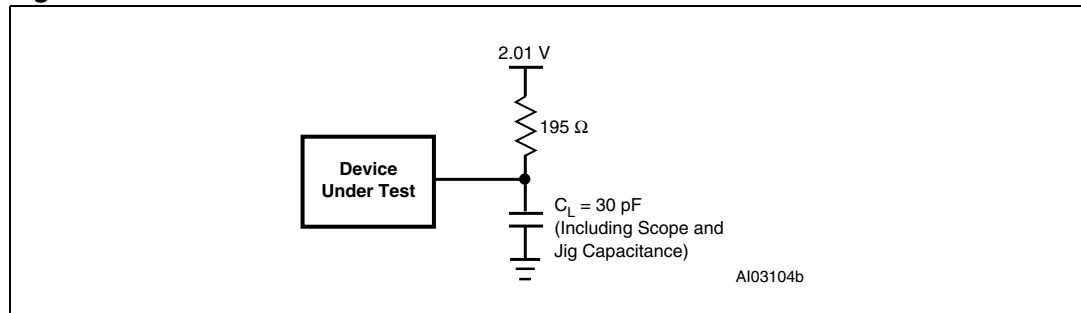 2.01 V
195 Ω
Device
Under Test
C_L = 30 pF
(Including Scope and
Jig Capacitance)
AI03104b